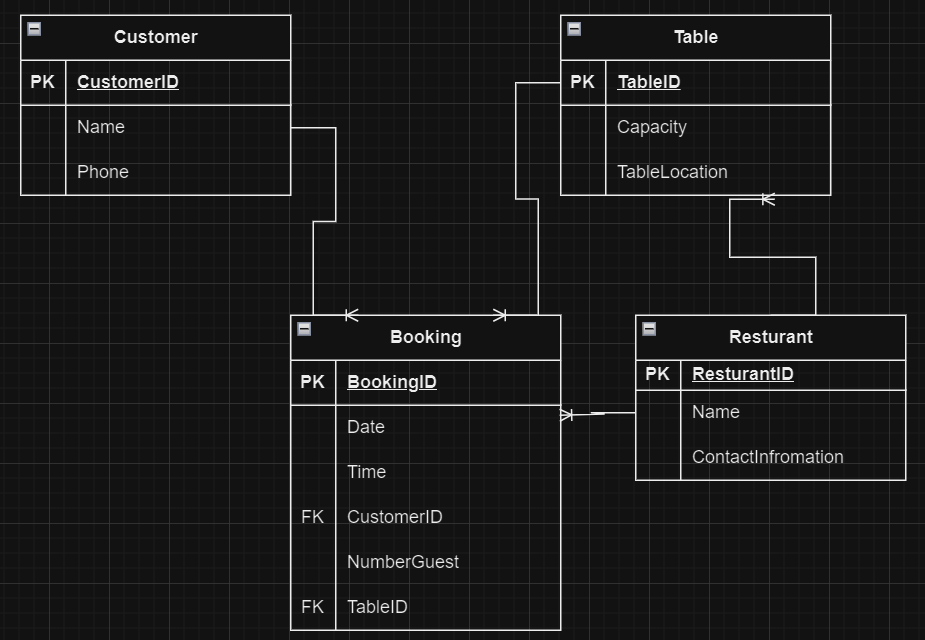 Customer
PK CustomerID
Name
Phone
Table
PK TableID
Capacity
TableLocation
Booking
PK BookingID
Date
Time
FK CustomerID
NumberGuest
FK TableID
Resturant
PK ResturantID
Name
ContactInfromation